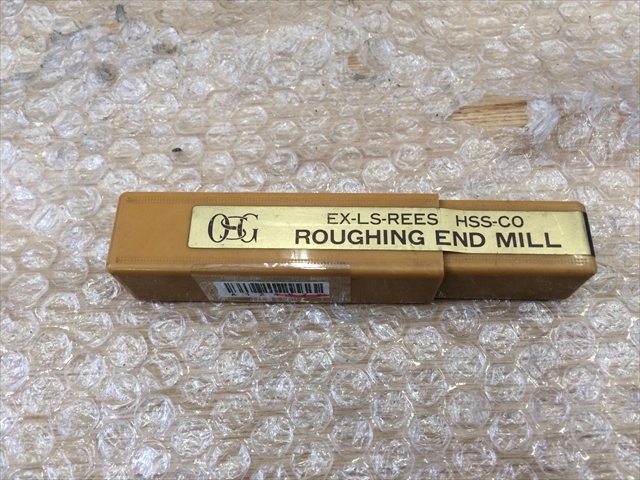 OSG
EX-LS-REES HSS-CO
ROUGHING END MILL